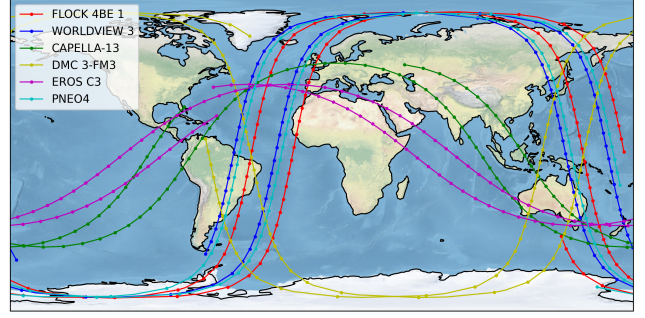 FLOCK 4BE 1
WORLDVIEW 3
CAPELLA-13
DMC 3-FM3
EROS C3
PNEO4